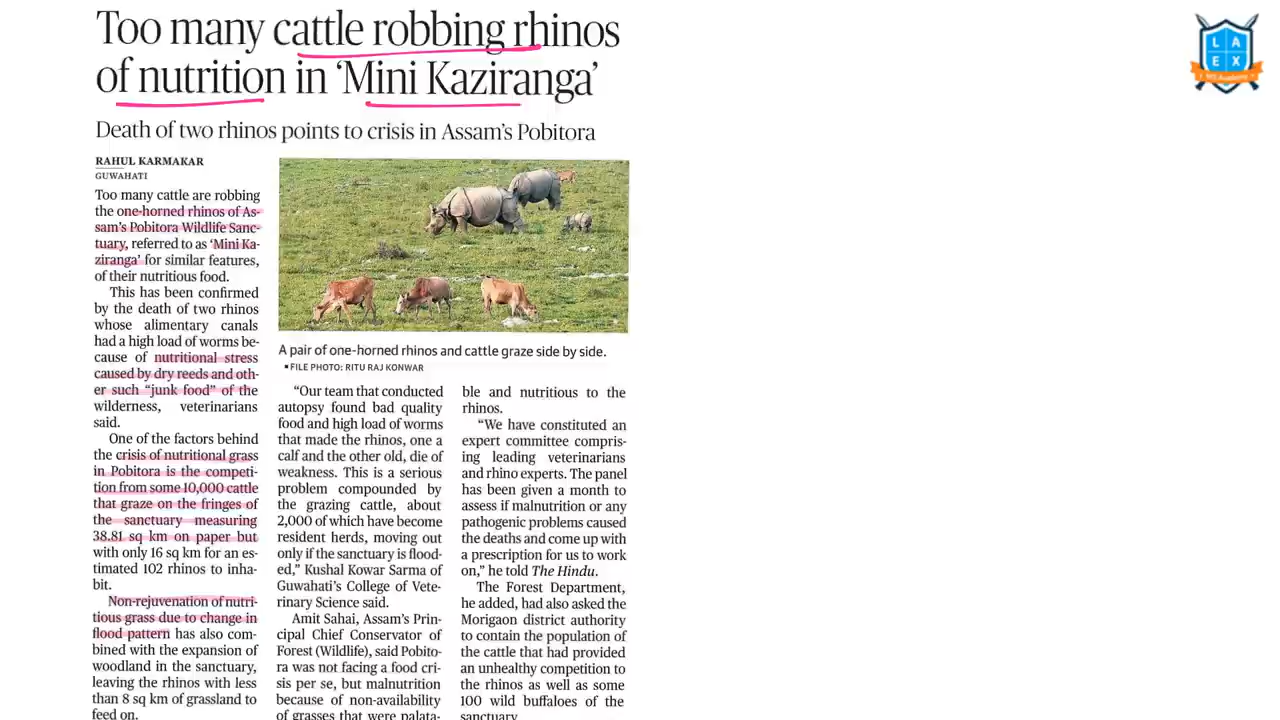 Too many cattle robbing rhinos
of nutrition in ‘Mini Kaziranga’
Death of two rhinos points to crisis in Assam’s Pobitora
RAHUL KARMAKAR
GUWAHATI
Too many cattle are robbing
the one-horned rhinos of As-
sam’s Pobitora Wildlife Sanc-
tuary, referred to as ‘Mini Ka-
ziranga’ for similar features,
of their nutritious food.
This has been confirmed
by the death of two rhinos
whose alimentary canals
had a high load of worms be-
cause of nutritional stress
caused by dry reeds and oth-
er such “junk food” of the
wilderness, veterinarians
said.
One of the factors behind
the crisis of nutritional grass
in Pobitora is the competi-
tion from some 10,000 cattle
that graze on the fringes of
the sanctuary measuring
38.81 sq km on paper but
with only 16 sq km for an es-
timated 102 rhinos to inha-
bit.
Non-rejuvenation of nutri-
tious grass due to change in
flood pattern has also com-
bined with the expansion of
woodland in the sanctuary,
leaving the rhinos with less
than 8 sq km of grassland to
feed on.
A pair of one-horned rhinos and cattle graze side by side.
▪ FILE PHOTO: RITU RAJ KONWAR
“Our team that conducted
autopsy found bad quality
food and high load of worms
that made the rhinos, one a
calf and the other old, die of
weakness. This is a serious
problem compounded by
the grazing cattle, about
2,000 of which have become
resident herds, moving out
only if the sanctuary is flood-
ed,” Kushal Kowar Sarma of
Guwahati’s College of Vete-
rinary Science said.
Amit Sahai, Assam’s Prin-
cipal Chief Conservator of
Forest (Wildlife), said Pobito-
ra was not facing a food cri-
sis per se, but malnutrition
because of non-availability
of grasses that were palata-
ble and nutritious to the
rhinos.
“We have constituted an
expert committee compris-
ing leading veterinarians
and rhino experts. The panel
has been given a month to
assess if malnutrition or any
pathogenic problems caused
the deaths and come up with
a prescription for us to work
on,” he told The Hindu.
The Forest Department,
he added, had also asked the
Morigaon district authority
to contain the population of
the cattle that had provided
an unhealthy competition to
the rhinos as well as some
100 wild buffaloes of the
sanctuary.
L A
E X